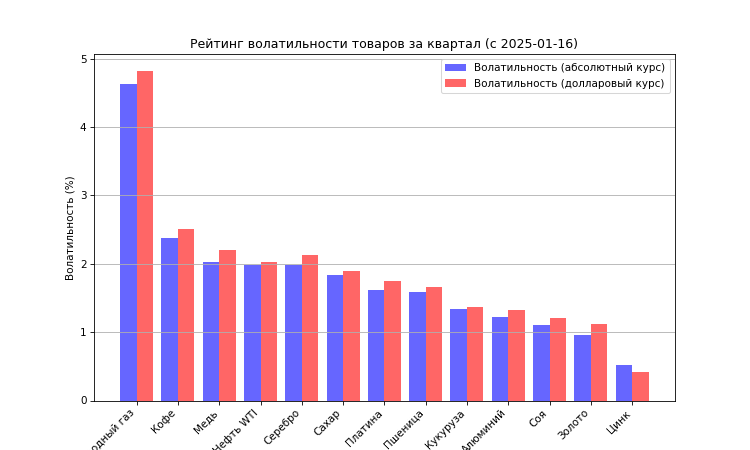 Рейтинг волатильности товаров за квартал (с 2025-01-16)
Волатильность (абсолютный курс)
Волатильность (долларовый курс)
Волатильность (%)
5
4
3
2
1
0
газ
Кофе
Медь
Нефть WTI
Серебро
Сахар
Платина
Пшеница
Кукуруза
Алюминий
Соя
Золото
Цинк